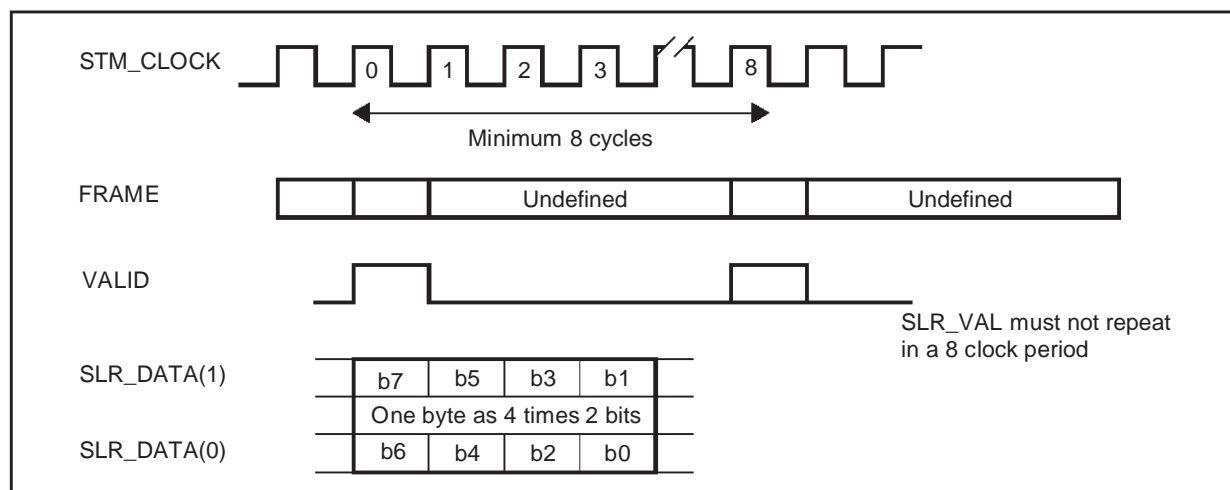 STM_CLOCK
0 1 2 3 8
Minimum 8 cycles
FRAME
Undefined
Undefined
VALID
SLR_VAL must not repeat
in a 8 clock period
SLR_DATA(1)
b7 b5 b3 b1
One byte as 4 times 2 bits
SLR_DATA(0)
b6 b4 b2 b0